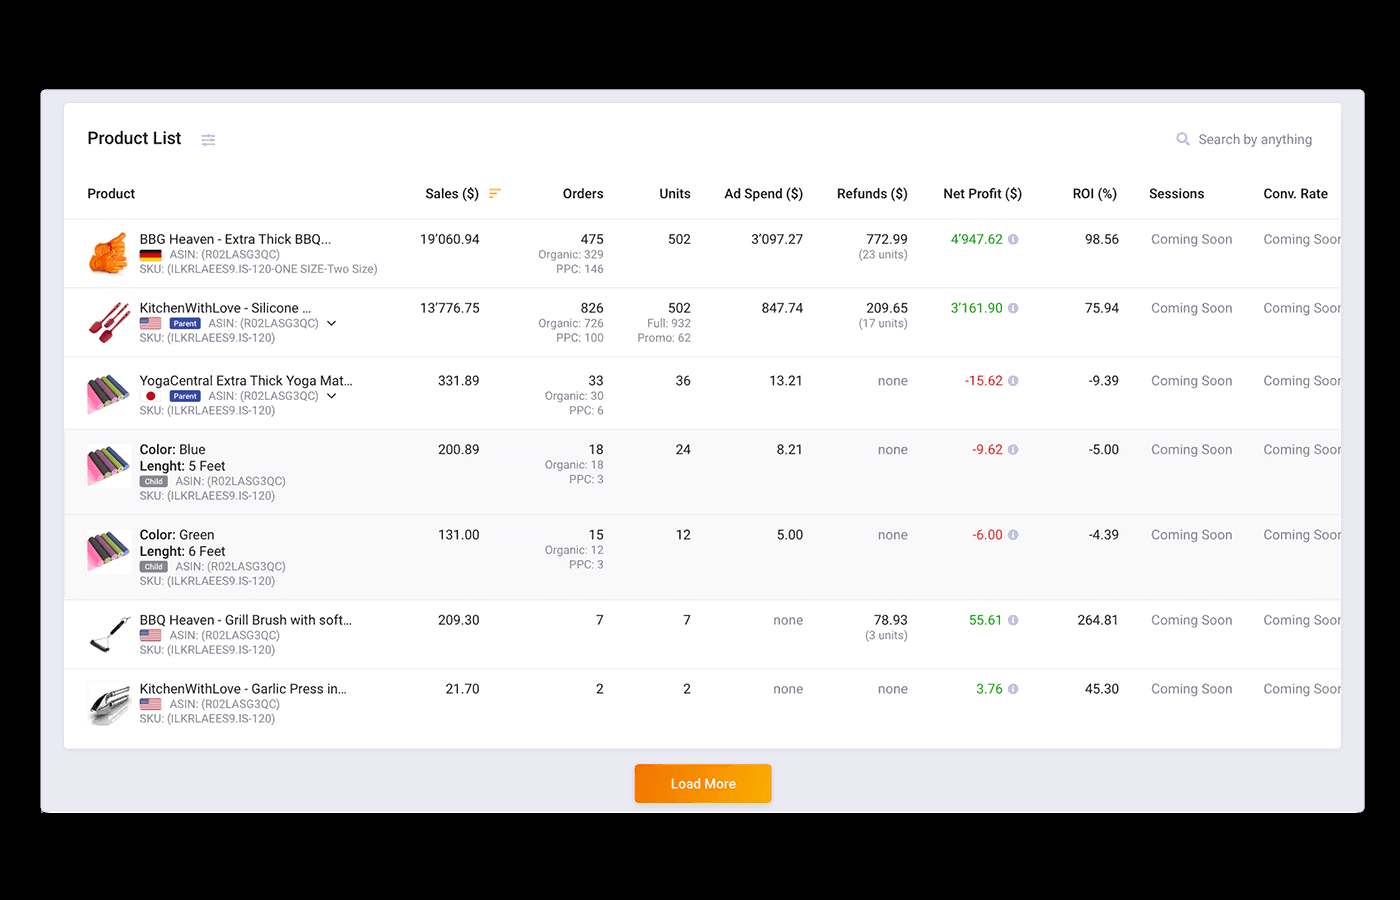 Product List
Search by anything
Product Sales ($) Orders Units Ad Spend ($) Refunds ($) Net Profit ($) ROI (%) Sessions Conv. Rate
BBG Heaven - Extra Thick BBQ... 19’060.94 475 502 3’097.27 772.99 4’947.62 98.56 Coming Soon Coming Soon
ASIN: (R02LASG3QC) Organic: 329 (23 units)
SKU: (ILKRLAEES9.IS-120-ONE SIZE-Two Size) PPC: 146
KitchenWithLove - Silicone ... 13’776.75 826 502 847.74 209.65 3’161.90 75.94 Coming Soon Coming Soon
Parent ASIN: (R02LASG3QC) Organic: 726 Full: 932 (17 units)
SKU: (ILKRLAEES9.IS-120) PPC: 100 Promo: 62
YogaCentral Extra Thick Yoga Mat... 331.89 33 36 13.21 none -15.62 -9.39 Coming Soon Coming Soon
Parent ASIN: (R02LASG3QC) Organic: 30
SKU: (ILKRLAEES9.IS-120) PPC: 6
Color: Blue 200.89 18 24 8.21 none -9.62 -5.00 Coming Soon Coming Soon
Lenght: 5 Feet Organic: 18
Child ASIN: (R02LASG3QC) PPC: 3
SKU: (ILKRLAEES9.IS-120)
Color: Green 131.00 15 12 5.00 none -6.00 -4.39 Coming Soon Coming Soon
Lenght: 6 Feet Organic: 12
Child ASIN: (R02LASG3QC) PPC: 3
SKU: (ILKRLAEES9.IS-120)
BBQ Heaven - Grill Brush with soft... 209.30 7 7 none 78.93 55.61 264.81 Coming Soon Coming Soon
ASIN: (R02LASG3QC) (3 units)
SKU: (ILKRLAEES9.IS-120)
KitchenWithLove - Garlic Press in... 21.70 2 2 none none 3.76 45.30 Coming Soon Coming Soon
ASIN: (R02LASG3QC)
SKU: (ILKRLAEES9.IS-120)
Load More